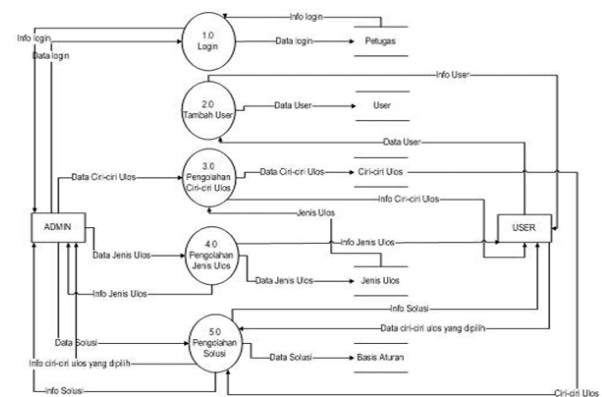 Info login
1.0
Login
Data login
Petugas
Info login
Data login
Info User
2.0
Tambah User
Data User
User
Data User
3.0
Pengolahan
Ciri-ciri Ulos
Data Ciri-ciri Ulos
Data Ciri-ciri Ulos
Ciri-ciri Ulos
Info Ciri-ciri Ulos
Jenis Ulos
ADMIN
USER
4.0
Pengolahan
Jenis Ulos
Info Jenis Ulos
Data Jenis Ulos
Data Jenis Ulos
Jenis Ulos
Info Jenis Ulos
Info Solusi
5.0
Pengolahan
Solusi
Data ciri-ciri ulos yang dipilh
Data Solusi
Data Solusi
Basis Aturan
Info ciri-ciri ulos yang dipilih
Info Solusi
Ciri-ciri Ulos